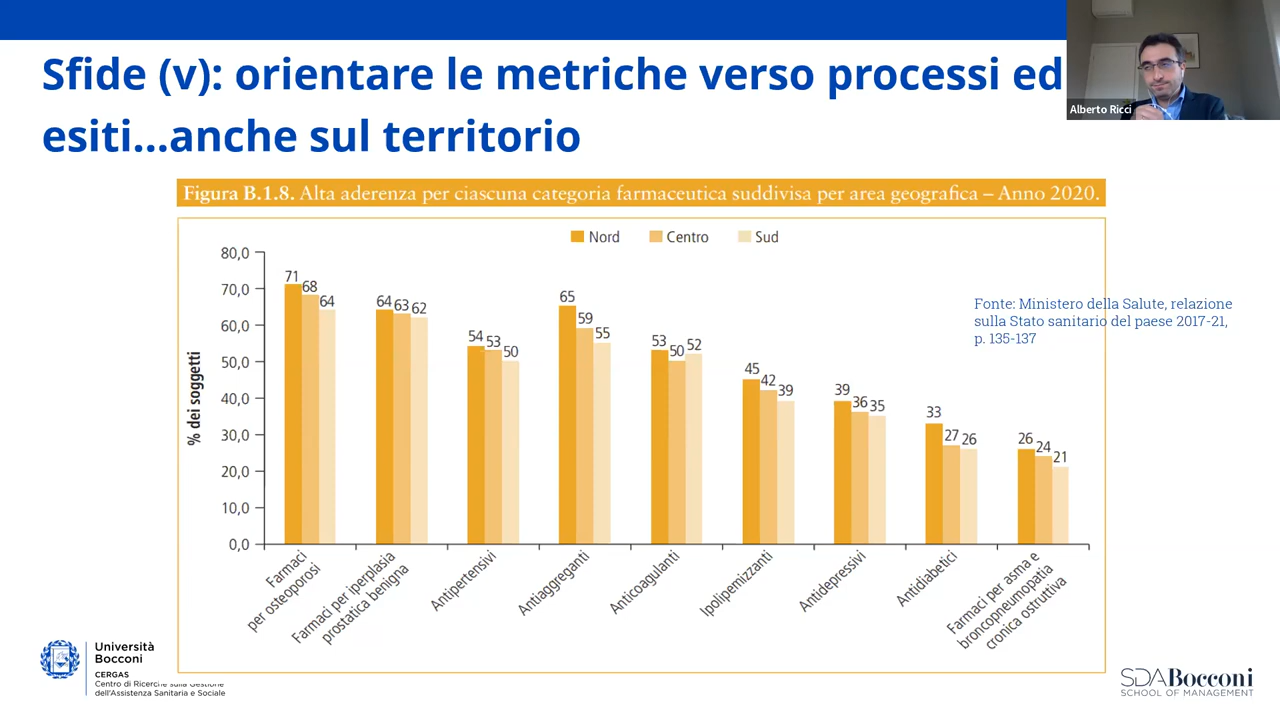 Sfide (v): orientare le metriche verso processi ed
esiti...anche sul territorio
Alberto Ricci
Figura B.1.8. Alta aderenza per ciascuna categoria farmaceutica suddivisa per area geografica – Anno 2020.
Nord Centro Sud
80,0
70,0
60,0
50,0
40,0
30,0
20,0
10,0
0,0
% dei soggetti
71 68 64
64 63 62
54 53 50
65 59 55
53 50 52
45 42 39
39 36 35
33 27 26
26 24 21
Farmaci
per osteoporosi
Farmaci per iperplasia
prostatica benigna
Antipertensivi
Antiaggreganti
Anticoagulanti
Ipolipemizzanti
Antidepressivi
Antidiabetici
Farmaci per asma e
broncopneumopatia
cronica ostruttiva
Fonte: Ministero della Salute, relazione
sulla Stato sanitario del paese 2017-21,
p. 135-137
Università
Bocconi
CERGAS
Centro di Ricerche sulla Gestione
dell'Assistenza Sanitaria e Sociale
SDA Bocconi
SCHOOL OF MANAGEMENT